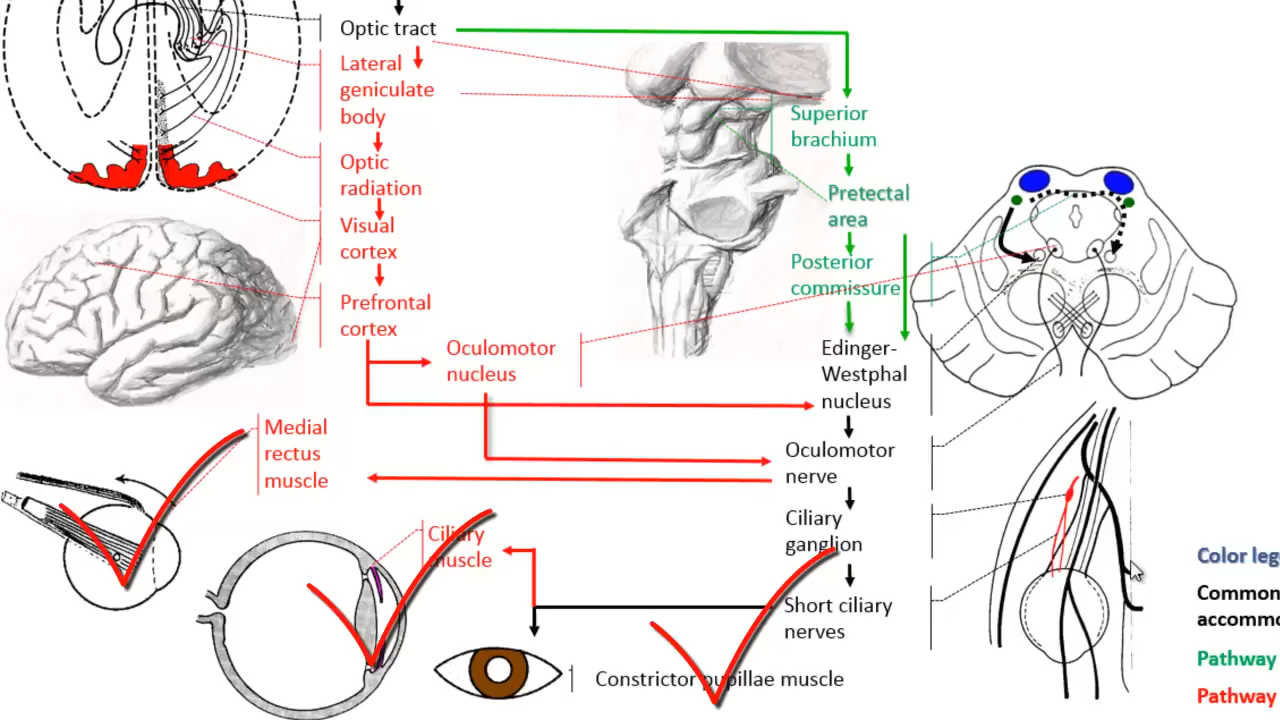 Optic tract
Lateral
geniculate
body
Optic
radiation
Visual
cortex
Prefrontal
cortex
Superior
brachium
Pretectal
area
Posterior
commissure
Oculomotor
nucleus
Edinger-
Westphal
nucleus
Medial
rectus
muscle
Oculomotor
nerve
Ciliary
muscle
Ciliary
ganglion
Short ciliary
nerves
Constrictor pupillae muscle
Color leg
Common
accommo
Pathway
Pathway